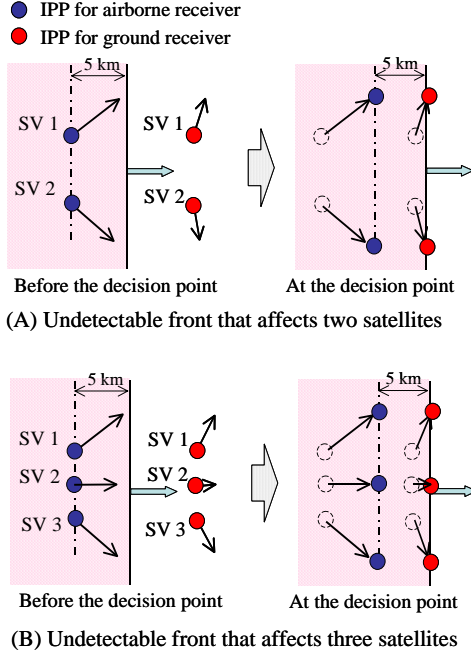 IPP for airborne receiver
IPP for ground receiver
5 km
5 km
SV 1
SV 1
SV 2
SV 2
Before the decision point
At the decision point
(A) Undetectable front that affects two satellites
5 km
5 km
SV 1
SV 1
SV 2
SV 2
SV 3
SV 3
Before the decision point
At the decision point
(B) Undetectable front that affects three satellites